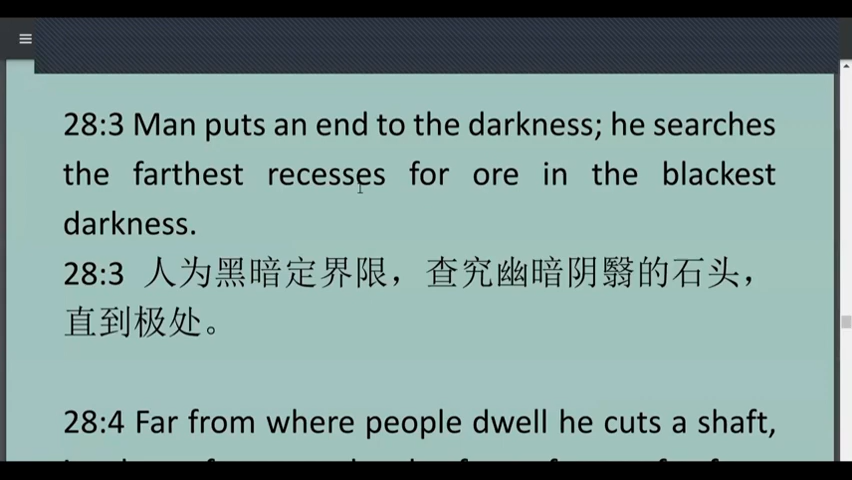 28:3 Man puts an end to the darkness; he searches
the farthest recesses for ore in the blackest
darkness.
28:3 人为黑暗定界限，查究幽暗阴翳的石头，
直到极处。
28:4 Far from where people dwell he cuts a shaft,